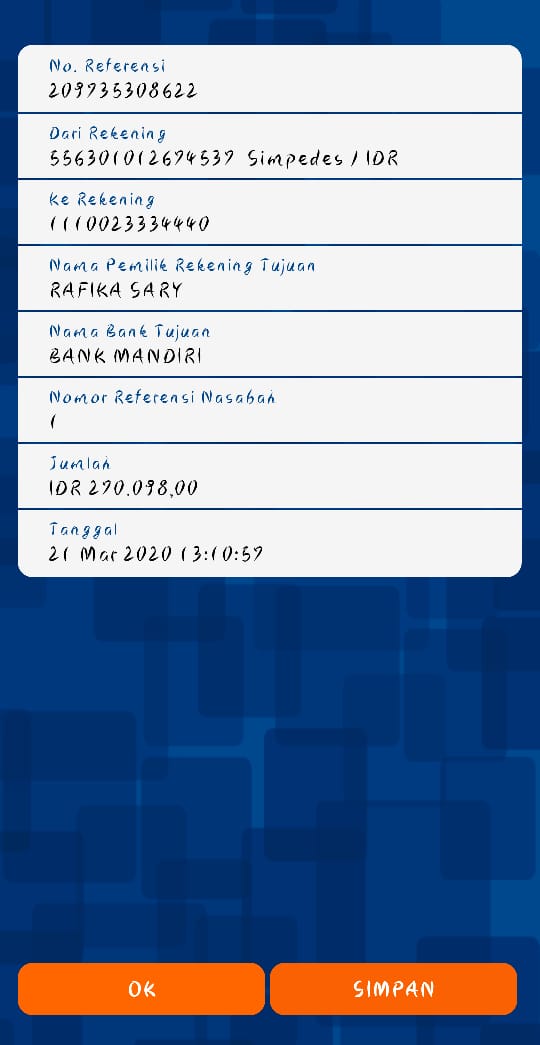 No. Referensi
209735308622
Dari Rekening
556301012674537 Simpedes / IDR
Ke Rekening
1110023334440
Nama Pemilik Rekening Tujuan
RAFIKA SARY
Nama Bank Tujuan
BANK MANDIRI
Nomor Referensi Nasabah
1
Jumlah
IDR 270.098,00
Tanggal
21 Mar 2020 13:10:57
OK
SIMPAN